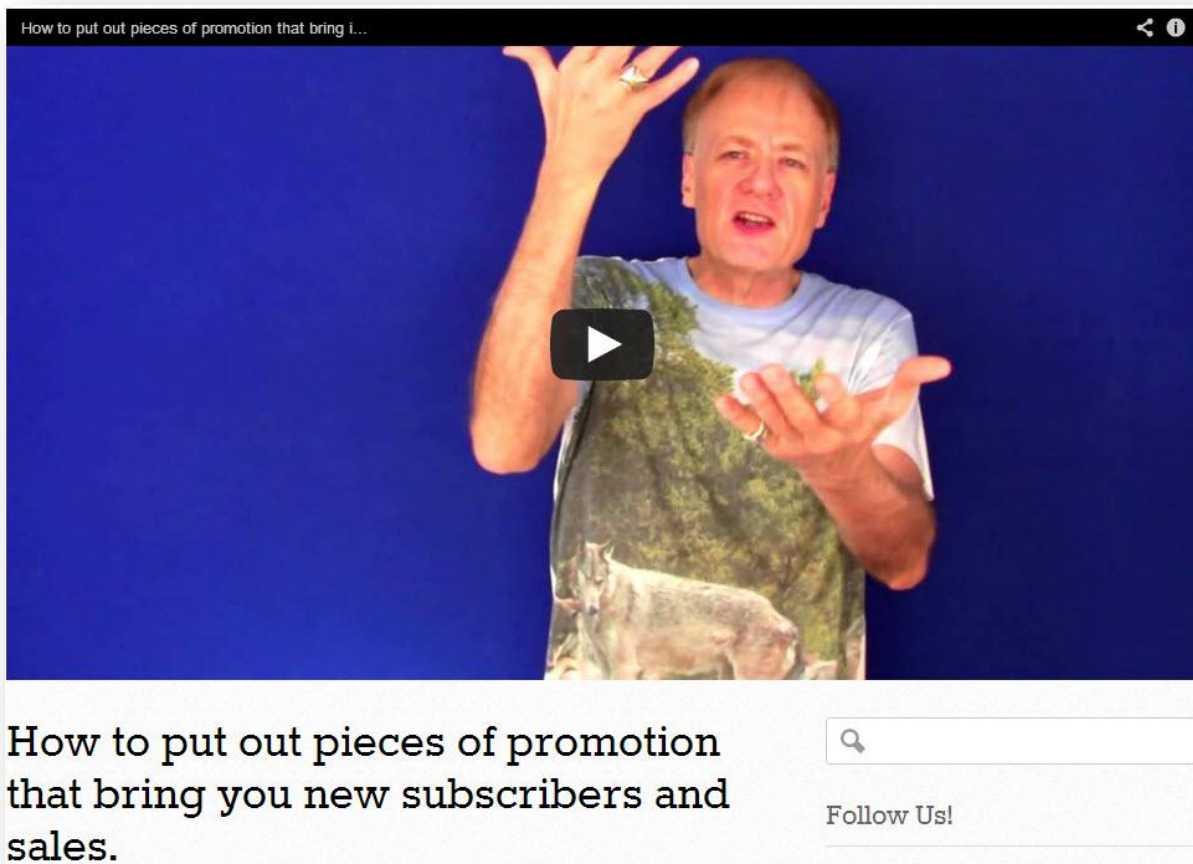 How to put out pieces of promotion that bring i...
How to put out pieces of promotion
that bring you new subscribers and
sales.
Follow Us!